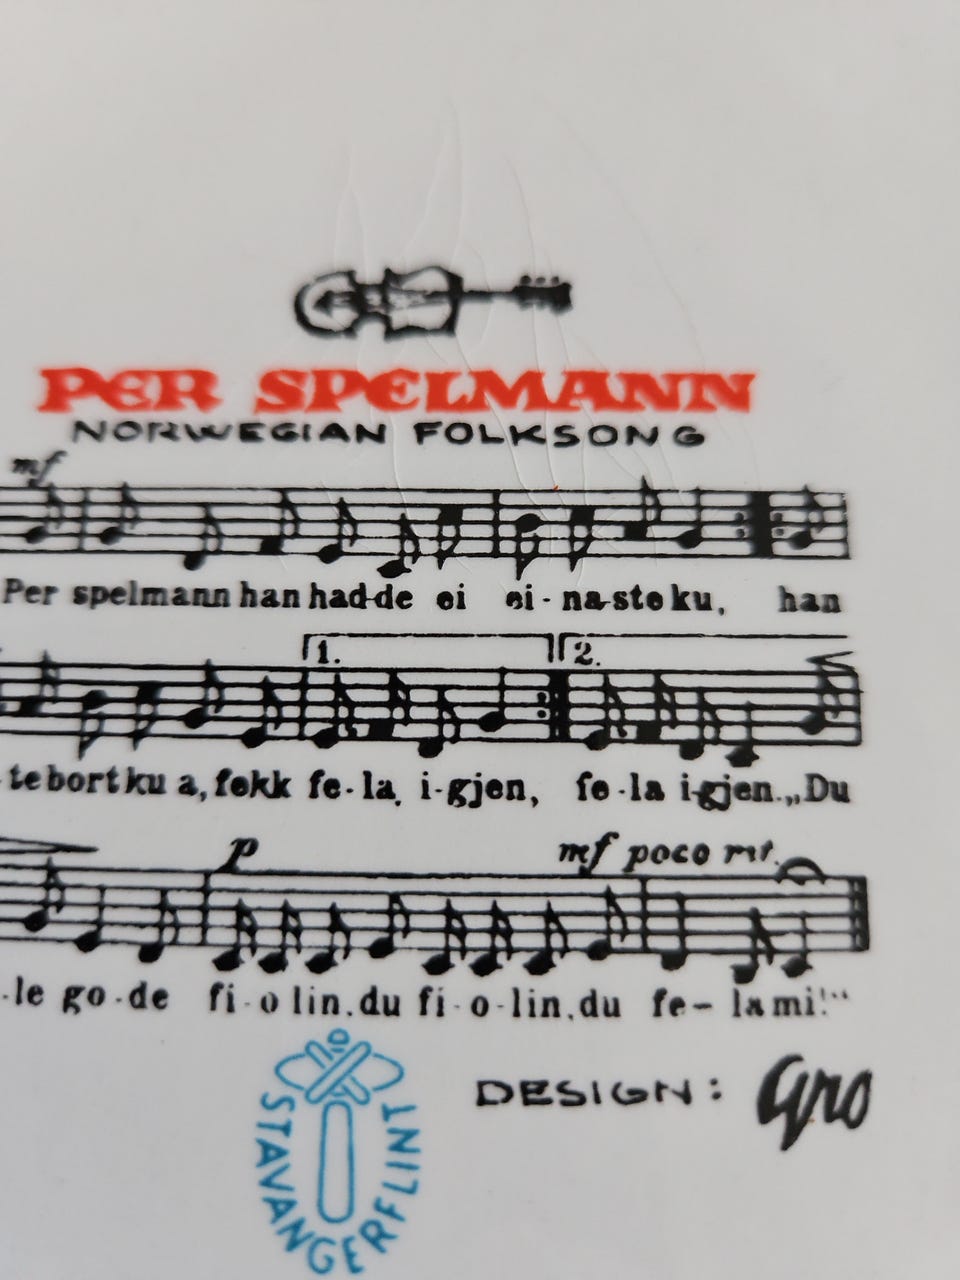 PER SPELMANN
NORWEGIAN FOLKSONG
mf
Per spelmann han had-de ei ei-na-ste ku, han
1. 2.
te bort ku a, fekk fe-la, i-gjen, fe-la i-gjen. „Du
p mf poco rit.
-le go-de fi-o lin, du fi-o-lin, du fe- la mi!“
DESIGN: Gro
STAVANGERFLINT